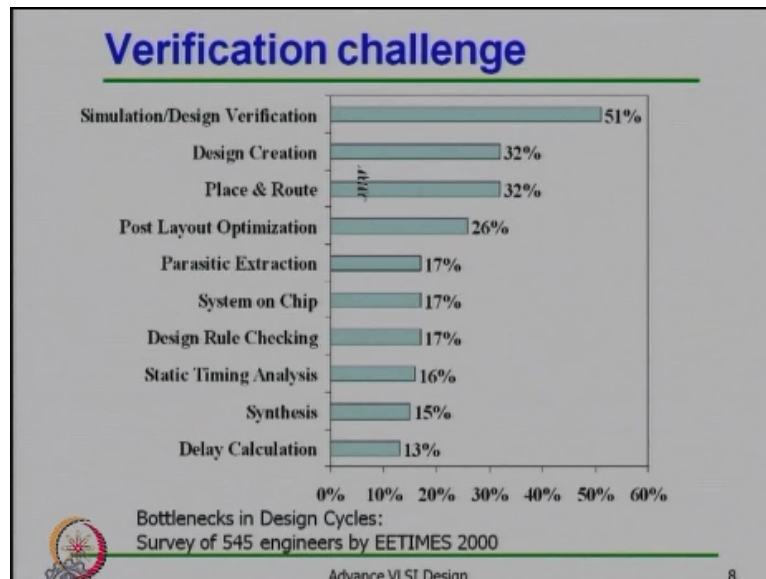 Verification challenge
Simulation/Design Verification 51%
Design Creation 32%
Place & Route 32%
Post Layout Optimization 26%
Parasitic Extraction 17%
System on Chip 17%
Design Rule Checking 17%
Static Timing Analysis 16%
Synthesis 15%
Delay Calculation 13%
0% 10% 20% 30% 40% 50% 60%
Bottlenecks in Design Cycles:
Survey of 545 engineers by EETIMES 2000
Advance VLSI Design 8